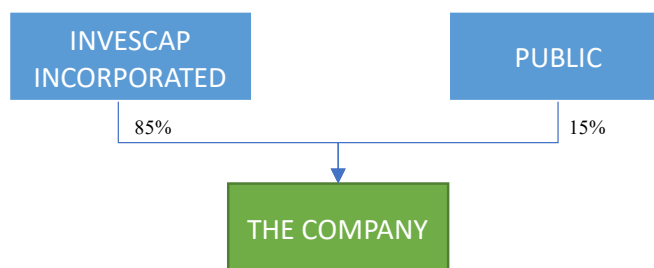 INVESCAP
INCORPORATED
PUBLIC
85%
15%
THE COMPANY